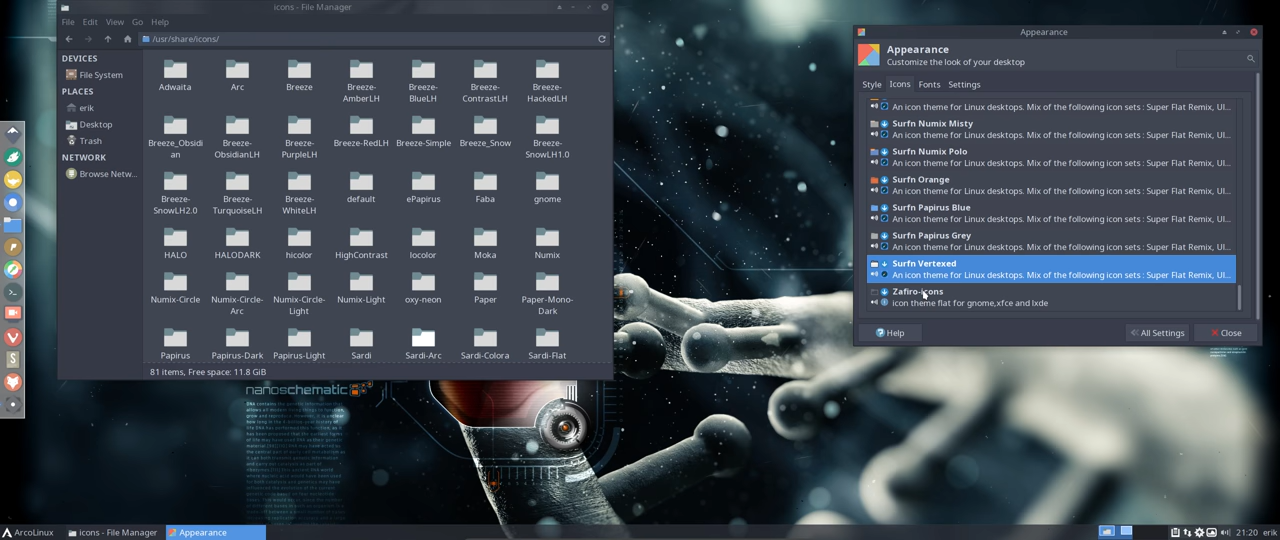 icons - File Manager
File Edit View Go Help
/usr/share/icons/
DEVICES
File System
PLACES
erik
Desktop
Trash
NETWORK
Browse Netw...
Adwaita Arc Breeze Breeze-AmberLH Breeze-BlueLH Breeze-ContrastLH Breeze-HackedLH
Breeze_Obsidian Breeze-ObsidianLH Breeze-PurpleLH Breeze-RedLH Breeze-Simple Breeze_Snow Breeze-SnowLH1.0
Breeze-SnowLH2.0 Breeze-TurquoiseLH Breeze-WhiteLH default ePapirus Faba gnome
HALO HALODARK hicolor HighContrast locolor Moka Numix
Numix-Circle Numix-Circle-Arc Numix-Circle-Light Numix-Light oxy-neon Paper Paper-Mono-Dark
Papirus Papirus-Dark Papirus-Light Sardi Sardi-Arc Sardi-Colora Sardi-Flat
81 items, Free space: 11.8 GiB
nanoschematic
Appearance
Appearance
Customize the look of your desktop
Style Icons Fonts Settings
An icon theme for Linux desktops. Mix of the following icon sets : Super Flat Remix, Ul...
Surfn Numix Misty
An icon theme for Linux desktops. Mix of the following icon sets : Super Flat Remix, Ul...
Surfn Numix Polo
An icon theme for Linux desktops. Mix of the following icon sets : Super Flat Remix, Ul...
Surfn Orange
An icon theme for Linux desktops. Mix of the following icon sets : Super Flat Remix, Ul...
Surfn Papirus Blue
An icon theme for Linux desktops. Mix of the following icon sets : Super Flat Remix, Ul...
Surfn Papirus Grey
An icon theme for Linux desktops. Mix of the following icon sets : Super Flat Remix, Ul...
Surfn Vertexed
An icon theme for Linux desktops. Mix of the following icon sets : Super Flat Remix, Ul...
Zafiro-icons
icon theme flat for gnome,xfce and lxde
Help
All Settings
Close
ArcoLinux
icons - File Manager
Appearance
21:20 erik